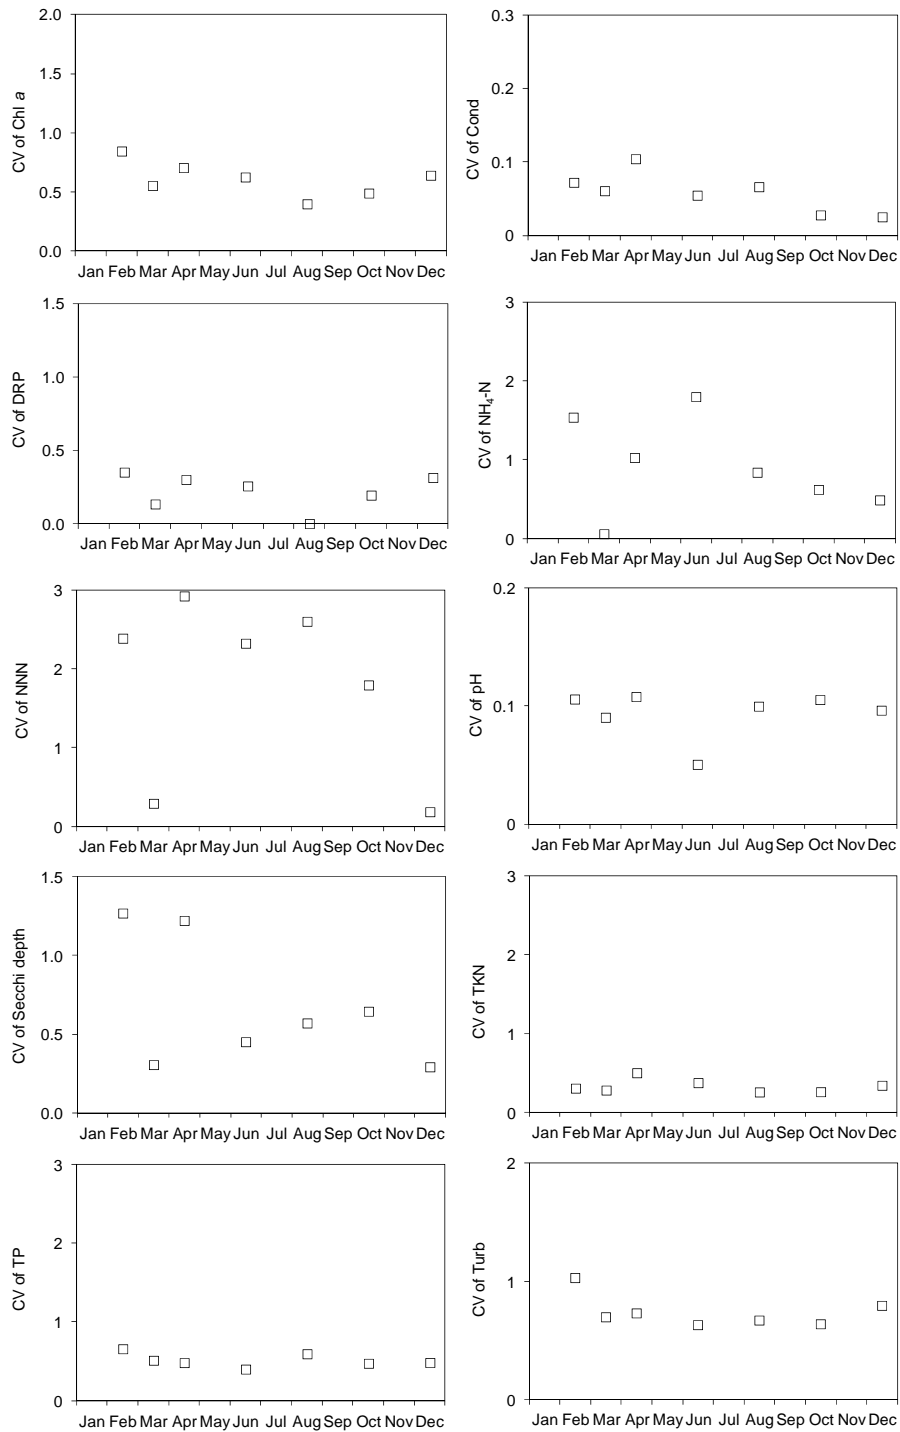 2.0
1.5
1.0
0.5
0.0
CV of Chl a
Jan Feb Mar Apr May Jun Jul Aug Sep Oct Nov Dec
0.3
0.2
0.1
0
CV of Cond
Jan Feb Mar Apr May Jun Jul Aug Sep Oct Nov Dec
1.5
1.0
0.5
0.0
CV of DRP
Jan Feb Mar Apr May Jun Jul Aug Sep Oct Nov Dec
3
2
1
0
CV of NH₄-N
Jan Feb Mar Apr May Jun Jul Aug Sep Oct Nov Dec
3
2
1
0
CV of NNN
Jan Feb Mar Apr May Jun Jul Aug Sep Oct Nov Dec
0.2
0.1
0
CV of pH
Jan Feb Mar Apr May Jun Jul Aug Sep Oct Nov Dec
1.5
1.0
0.5
0.0
CV of Secchi depth
Jan Feb Mar Apr May Jun Jul Aug Sep Oct Nov Dec
3
2
1
0
CV of TKN
Jan Feb Mar Apr May Jun Jul Aug Sep Oct Nov Dec
3
2
1
0
CV of TP
Jan Feb Mar Apr May Jun Jul Aug Sep Oct Nov Dec
2
1
0
CV of Turb
Jan Feb Mar Apr May Jun Jul Aug Sep Oct Nov Dec